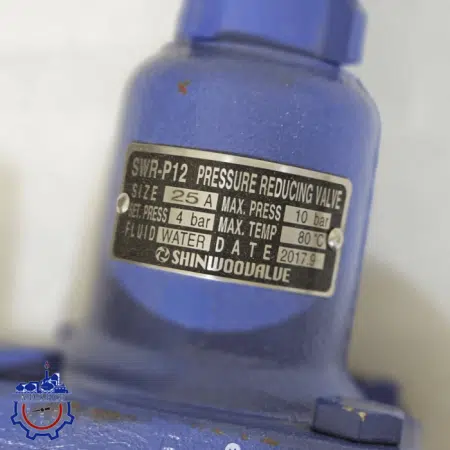 SWR-P12 PRESSURE REDUCING VALVE
SIZE 25 A MAX. PRESS 10 bar
SET. PRESS 4 bar MAX. TEMP 80 ℃
FLUID WATER DATE 2017.9
SHINWOOVALVE